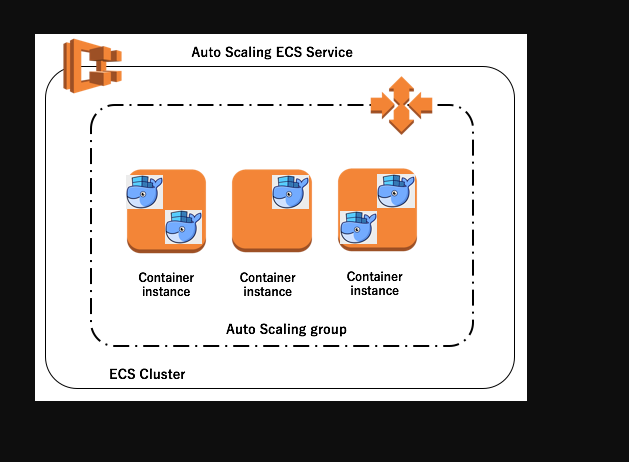 Auto Scaling ECS Service
Container
instance
Container
instance
Container
instance
Auto Scaling group
ECS Cluster